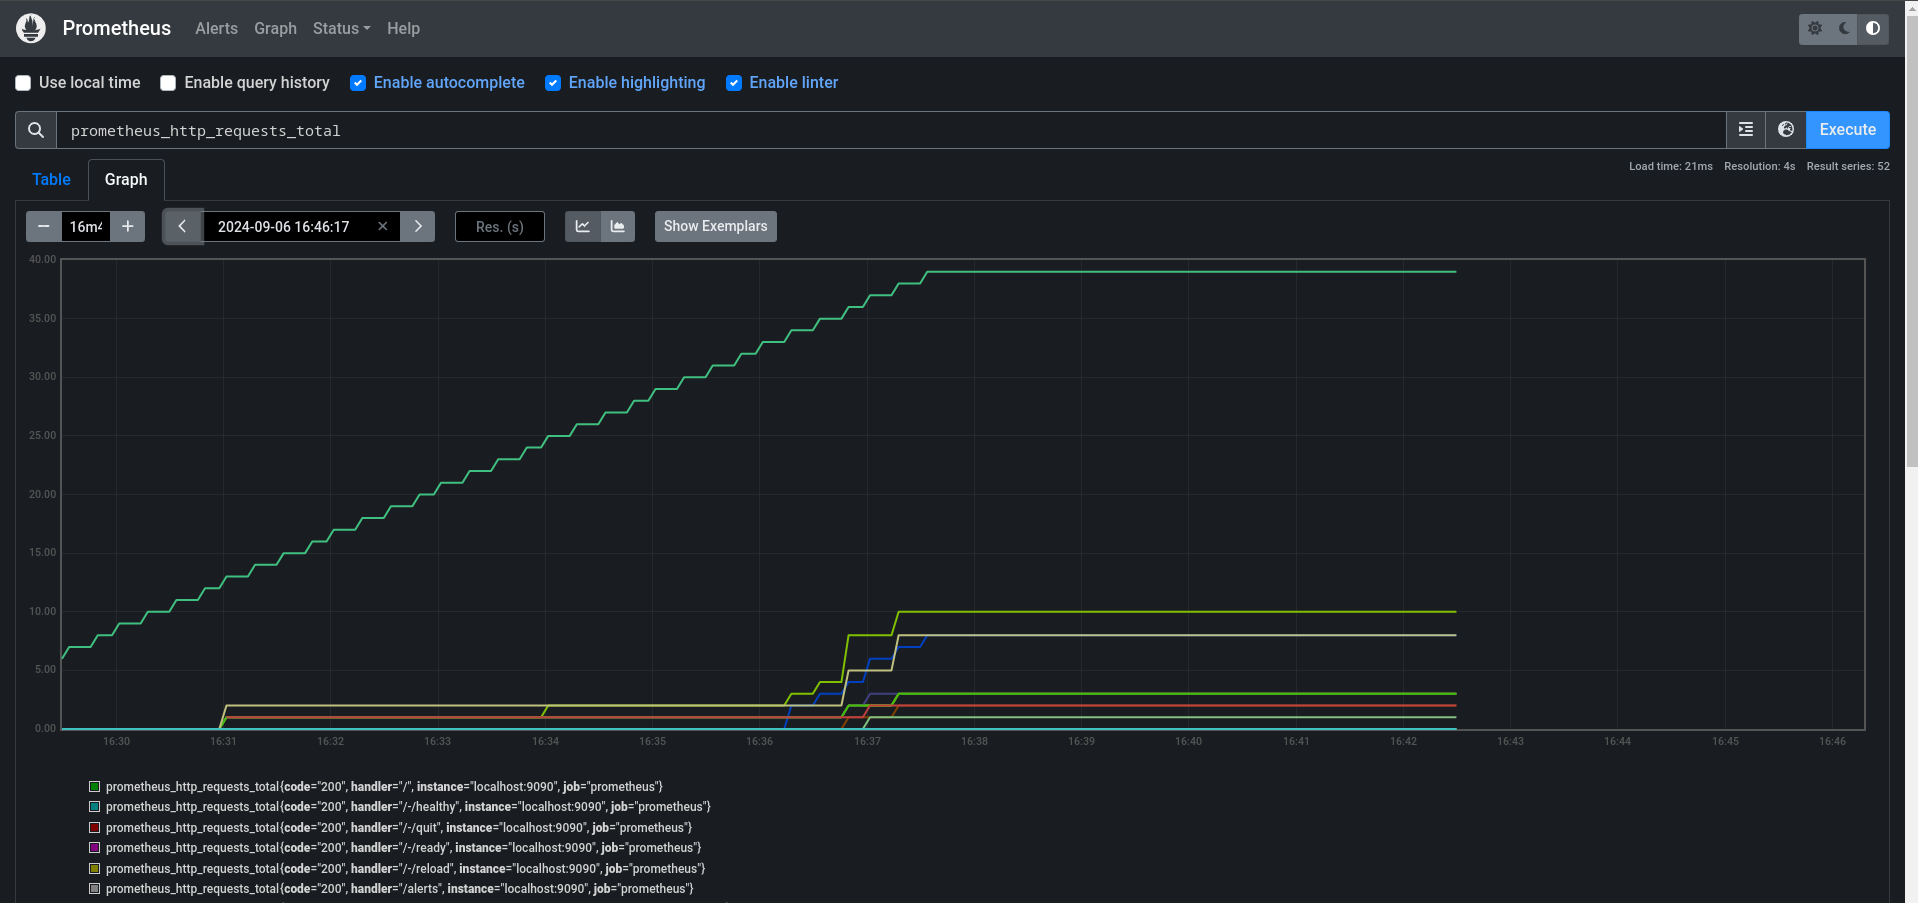 Prometheus Alerts Graph Status Help
Use local time Enable query history Enable autocomplete Enable highlighting Enable linter
prometheus_http_requests_total Execute
Table Graph Load time: 21ms Resolution: 4s Result series: 52
16m 2024-09-06 16:46:17 Res. (s) Show Exemplars
40.00
35.00
30.00
25.00
20.00
15.00
10.00
5.00
0.00
16:30 16:31 16:32 16:33 16:34 16:35 16:36 16:37 16:38 16:39 16:40 16:41 16:42 16:43 16:44 16:45 16:46
prometheus_http_requests_total{code="200", handler="/", instance="localhost:9090", job="prometheus"}
prometheus_http_requests_total{code="200", handler="/-/healthy", instance="localhost:9090", job="prometheus"}
prometheus_http_requests_total{code="200", handler="/-/quit", instance="localhost:9090", job="prometheus"}
prometheus_http_requests_total{code="200", handler="/-/ready", instance="localhost:9090", job="prometheus"}
prometheus_http_requests_total{code="200", handler="/-/reload", instance="localhost:9090", job="prometheus"}
prometheus_http_requests_total{code="200", handler="/alerts", instance="localhost:9090", job="prometheus"}